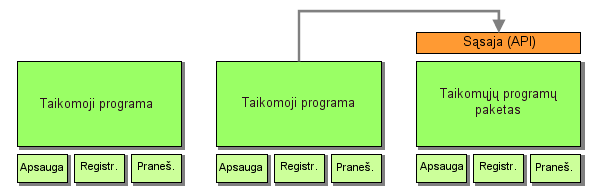 Sąsaja (API)
Taikomoji programa
Taikomoji programa
Taikomųjų programų
paketas
Apsauga Registr. Praneš.
Apsauga Registr. Praneš.
Apsauga Registr. Praneš.